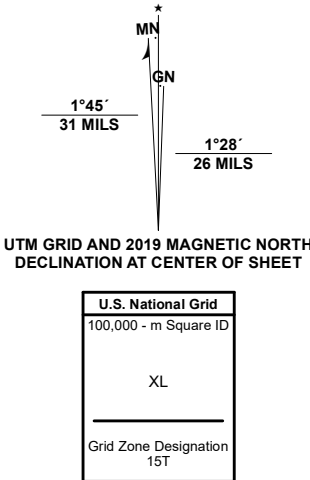 ★
MN
GN
1°45´
31 MILS
1°28´
26 MILS
UTM GRID AND 2019 MAGNETIC NORTH
DECLINATION AT CENTER OF SHEET
U.S. National Grid
100,000 - m Square ID
XL
Grid Zone Designation
15T